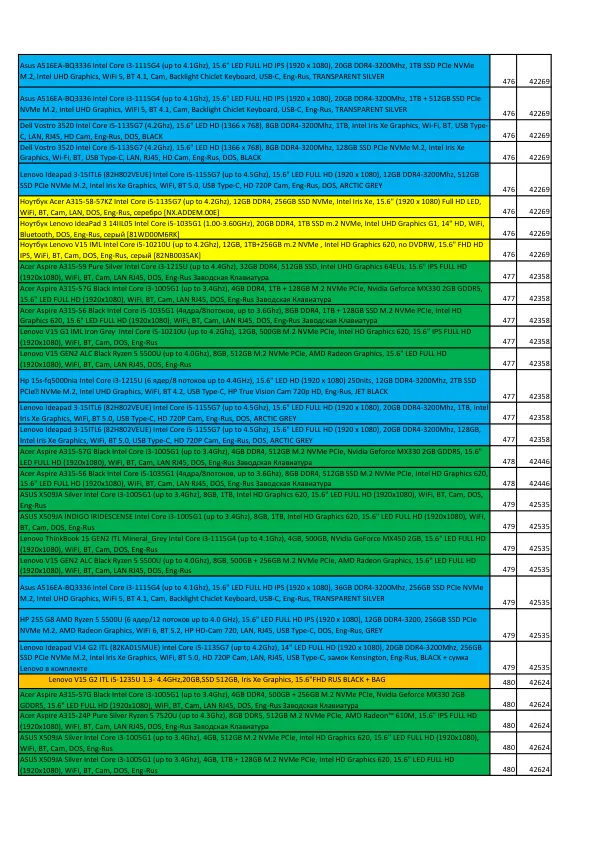 Asus A516EA-BQ3336 Intel Core i3-1115G4 (up to 4.1Ghz), 15.6" LED FULL HD IPS (1920 x 1080), 20GB DDR4-3200Mhz, 1TB SSD PCIe NVMe
M.2, Intel UHD Graphics, WiFi 5, BT 4.1, Cam, Backlight Chiclet Keyboard, USB-C, Eng-Rus, TRANSPARENT SILVER 476 42269
Asus A516EA-BQ3336 Intel Core i3-1115G4 (up to 4.1Ghz), 15.6" LED FULL HD IPS (1920 x 1080), 20GB DDR4-3200Mhz, 1TB + 512GB SSD PCIe
NVMe M.2, Intel UHD Graphics, WiFi 5, BT 4.1, Cam, Backlight Chiclet Keyboard, USB-C, Eng-Rus, TRANSPARENT SILVER 476 42269
Dell Vostro 3520 Intel Core i5-1135G7 (4.2Ghz), 15.6" LED HD (1366 x 768), 8GB DDR4-3200Mhz, 1TB, Intel Iris Xe Graphics, Wi-Fi, BT, USB Type-
C, LAN, RJ45, HD Cam, Eng-Rus, DOS, BLACK 476 42269
Dell Vostro 3520 Intel Core i5-1135G7 (4.2Ghz), 15.6" LED HD (1366 x 768), 8GB DDR4-3200Mhz, 128GB SSD PCIe NVMe M.2, Intel Iris Xe
Graphics, Wi-Fi, BT, USB Type-C, LAN, RJ45, HD Cam, Eng-Rus, DOS, BLACK 476 42269
Lenovo Ideapad 3-15ITL6 (82H802VEUE) Intel Core i5-1155G7 (up to 4.5Ghz), 15.6" LED FULL HD (1920 x 1080), 12GB DDR4-3200Mhz, 512GB
SSD PCIe NVMe M.2, Intel Iris Xe Graphics, WiFi, BT 5.0, USB Type-C, HD 720P Cam, Eng-Rus, DOS, ARCTIC GREY 476 42269
Ноутбук Acer A315-58-57KZ Intel Core i5-1135G7 (up to 4.2GHz), 12GB DDR4, 256GB SSD NVMe, Intel Iris Xe, 15.6" (1920 x 1080) Full HD LED,
WiFi, BT, Cam, LAN, DOS, Eng-Rus, серебро [NX.ADDEM.00E] 476 42269
Ноутбук Lenovo IdeaPad 3 14IIL05 Intel Core i5-1035G1 (1.00-3.60GHz), 20GB DDR4, 1TB SSD m.2 NVMe, Intel UHD Graphics G1, 14" HD, WiFi,
Bluetooth, DOS, Eng-Rus, серый [81WD00M6RK] 476 42269
Ноутбук Lenovo V15 IML Intel Core i5-10210U (up to 4.2GHz), 12GB, 1TB+256GB m.2 NVMe , Intel HD Graphics 620, no DVDRW, 15.6" FHD HD
IPS, WiFi, BT, Cam, DOS, Eng-Rus, серый [82NB003SAK] 476 42269
Acer Aspire A315-59 Pure Silver Intel Core i3-1215U (up to 4.4Ghz), 32GB DDR4, 512GB SSD, Intel UHD Graphics 64EUs, 15.6" IPS FULL HD
(1920x1080), WiFi, BT, Cam, LAN RJ45, DOS, Eng-Rus Заводская Клавиатура 477 42358
Acer Aspire A315-57G Black Intel Core i3-1005G1 (up to 3.4Ghz), 4GB DDR4, 1TB + 128GB M.2 NVMe PCIe, Nvidia Geforce MX330 2GB GDDR5,
15.6" LED FULL HD (1920x1080), WiFi, BT, Cam, LAN RJ45, DOS, Eng-Rus Заводская Клавиатура 477 42358
Acer Aspire A315-56 Black Intel Core i5-1035G1 (4ядра/8потоков, up to 3.6Ghz), 8GB DDR4, 1TB + 128GB SSD M.2 NVMe PCIe, Intel HD
Graphics 620, 15.6" LED FULL HD (1920x1080), WiFi, BT, Cam, LAN RJ45, DOS, Eng-Rus Заводская Клавиатура 477 42358
Lenovo V15 G1 IML Iron Grey Intel Core i5-10210U (up to 4.2Ghz), 12GB, 500GB M.2 NVMe PCIe, Intel HD Graphics 620, 15.6" IPS FULL HD
(1920x1080), WiFi, BT, Cam, DOS, Eng-Rus 477 42358
Lenovo V15 GEN2 ALC Black Ryzen 5 5500U (up to 4.0Ghz), 8GB, 512GB M.2 NVMe PCIe, AMD Radeon Graphics, 15.6" LED FULL HD
(1920x1080), WiFi, BT, Cam, LAN RJ45, DOS, Eng-Rus 477 42358
Hp 15s-fq5000nia Intel Core i3-1215U (6 ядер/8 потоков up to 4.4GHz), 15.6" LED HD (1920 x 1080) 250nits, 12GB DDR4-3200Mhz, 2TB SSD
PCIe NVMe M.2, Intel UHD Graphics, WiFi, BT 4.2, USB Type-C, HP True Vision Cam 720p HD, Eng-Rus, JET BLACK 477 42358
Lenovo Ideapad 3-15ITL6 (82H802VEUE) Intel Core i5-1155G7 (up to 4.5Ghz), 15.6" LED FULL HD (1920 x 1080), 20GB DDR4-3200Mhz, 1TB, Intel
Iris Xe Graphics, WiFi, BT 5.0, USB Type-C, HD 720P Cam, Eng-Rus, DOS, ARCTIC GREY 477 42358
Lenovo Ideapad 3-15ITL6 (82H802VEUE) Intel Core i5-1155G7 (up to 4.5Ghz), 15.6" LED FULL HD (1920 x 1080), 20GB DDR4-3200Mhz, 128GB,
Intel Iris Xe Graphics, WiFi, BT 5.0, USB Type-C, HD 720P Cam, Eng-Rus, DOS, ARCTIC GREY 477 42358
Acer Aspire A315-57G Black Intel Core i3-1005G1 (up to 3.4Ghz), 4GB DDR4, 512GB M.2 NVMe PCIe, Nvidia Geforce MX330 2GB GDDR5, 15.6"
LED FULL HD (1920x1080), WiFi, BT, Cam, LAN RJ45, DOS, Eng-Rus Заводская Клавиатура 478 42446
Acer Aspire A315-56 Black Intel Core i5-1035G1 (4ядра/8потоков, up to 3.6Ghz), 8GB DDR4, 512GB SSD M.2 NVMe PCIe, Intel HD Graphics 620,
15.6" LED FULL HD (1920x1080), WiFi, BT, Cam, LAN RJ45, DOS, Eng-Rus Заводская Клавиатура 478 42446
ASUS X509JA Silver Intel Core i3-1005G1 (up to 3.4Ghz), 8GB, 1TB, Intel HD Graphics 620, 15.6" LED FULL HD (1920x1080), WiFi, BT, Cam, DOS,
Eng-Rus 479 42535
ASUS X509JA INDIGO IRIDESCENSE Intel Core i3-1005G1 (up to 3.4Ghz), 8GB, 1TB, Intel HD Graphics 620, 15.6" LED FULL HD (1920x1080), WiFi,
BT, Cam, DOS, Eng-Rus 479 42535
Lenovo ThinkBook 15 GEN2 ITL Mineral_Grey Intel Core i3-1115G4 (up to 4.1Ghz), 4GB, 500GB, NVidia GeForce MX450 2GB, 15.6" LED FULL
HD (1920x1080), WiFi, BT, Cam, DOS, Eng-Rus 479 42535
Lenovo V15 GEN2 ALC Black Ryzen 5 5500U (up to 4.0Ghz), 8GB, 500GB + 256GB M.2 NVMe PCIe, AMD Radeon Graphics, 15.6" LED FULL HD
(1920x1080), WiFi, BT, Cam, LAN RJ45, DOS, Eng-Rus 479 42535
Asus A516EA-BQ3336 Intel Core i3-1115G4 (up to 4.1Ghz), 15.6" LED FULL HD IPS (1920 x 1080), 36GB DDR4-3200Mhz, 256GB SSD PCIe NVMe
M.2, Intel UHD Graphics, WiFi 5, BT 4.1, Cam, Backlight Chiclet Keyboard, USB-C, Eng-Rus, TRANSPARENT SILVER 479 42535
HP 255 G8 AMD Ryzen 5 5500U (6 ядер/12 потоков up to 4.0 GHz), 15.6" LED FULL HD IPS (1920 x 1080), 12GB DDR4-3200, 256GB SSD PCIe
NVMe M.2, AMD Radeon Graphics, WiFi 6, BT 5.2, HP HD-Cam 720, LAN, RJ45, USB Type-C, Eng-Rus, DOS, GREY 479 42535
Lenovo Ideapad V14 G2 ITL (82KA015MUE) Intel Core i5-1135G7 (up to 4.2Ghz), 14" LED FULL HD (1920 x 1080), 20GB DDR4-3200Mhz, 256GB
SSD PCIe NVMe M.2, Intel Iris Xe Graphics, WiFi, BT 5.0, HD 720P Cam, LAN, RJ45, USB Type-C, замок Kensington, Eng-Rus, BLACK + сумка
Lenovo в комплекте 479 42535
Lenovo V15 G2 ITL i5-1235U 1.3- 4.4GHz,20GB,SSD 512GB, Iris Xe Graphics, 15.6"FHD RUS BLACK + BAG 480 42624
Acer Aspire A315-57G Black Intel Core i3-1005G1 (up to 3.4Ghz), 4GB DDR4, 500GB + 256GB M.2 NVMe PCIe, Nvidia Geforce MX330 2GB
GDDR5, 15.6" LED FULL HD (1920x1080), WiFi, BT, Cam, LAN RJ45, DOS, Eng-Rus Заводская Клавиатура 480 42624
Acer Aspire A315-24P Pure Silver Ryzen 5 7520U (up to 4.3Ghz), 8GB DDR5, 512GB M.2 NVMe PCIe, AMD Radeon™ 610M, 15.6" IPS FULL HD
(1920x1080), WiFi, BT, Cam, LAN RJ45, DOS, Eng-Rus Заводская Клавиатура 480 42624
ASUS X509JA Silver Intel Core i3-1005G1 (up to 3.4Ghz), 4GB, 512GB M.2 NVMe PCIe, Intel HD Graphics 620, 15.6" LED FULL HD (1920x1080),
WiFi, BT, Cam, DOS, Eng-Rus 480 42624
ASUS X509JA Silver Intel Core i3-1005G1 (up to 3.4Ghz), 4GB, 1TB + 128GB M.2 NVMe PCIe, Intel HD Graphics 620, 15.6" LED FULL HD
(1920x1080), WiFi, BT, Cam, DOS, Eng-Rus 480 42624